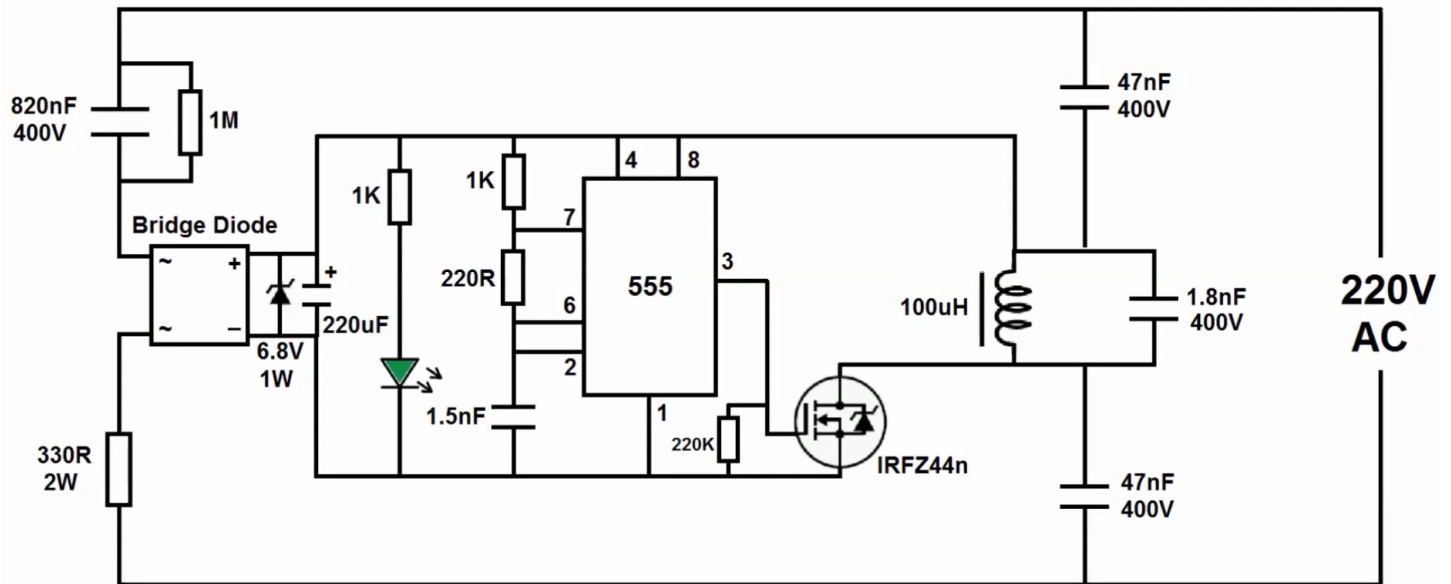 820nF
400V
1M
Bridge Diode
~
+
~
–
6.8V
1W
+
220uF
330R
2W
1K
1K
220R
1.5nF
4
8
7
6
2
555
3
1
220K
IRFZ44n
100uH
1.8nF
400V
47nF
400V
47nF
400V
220V
AC